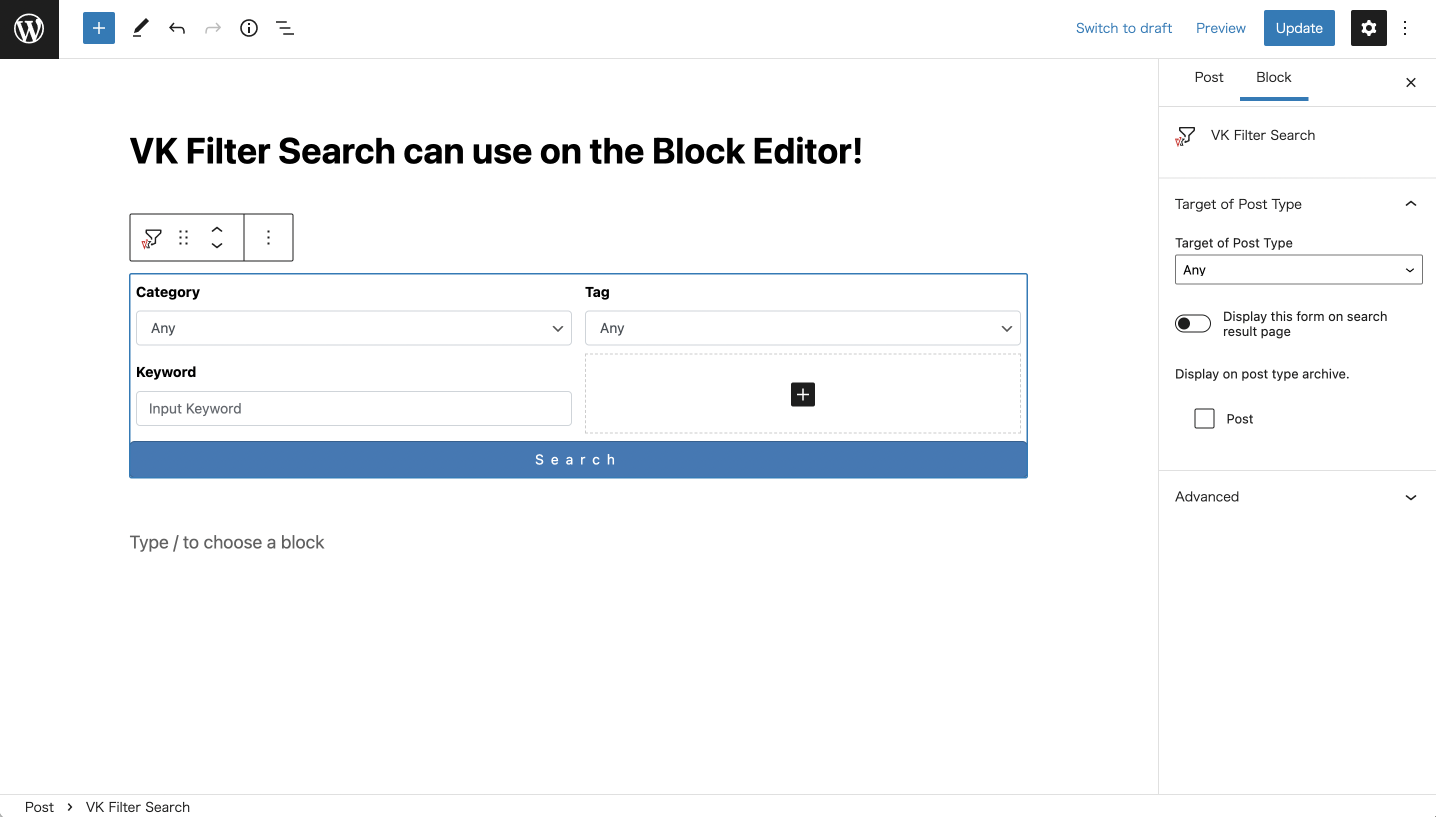 Switch to draft
Preview
Update
Post
Block
VK Filter Search can use on the Block Editor!
Category
Any
Tag
Any
Keyword
Input Keyword
Search
Type / to choose a block
VK Filter Search
Target of Post Type
Target of Post Type
Any
Display this form on search
result page
Display on post type archive.
Post
Advanced
Post
VK Filter Search